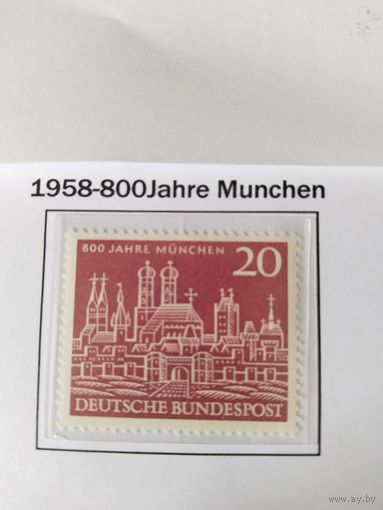 1958-800Jahre Munchen
800 JAHRE MÜNCHEN 20
DEUTSCHE BUNDESPOST
www.ay.by